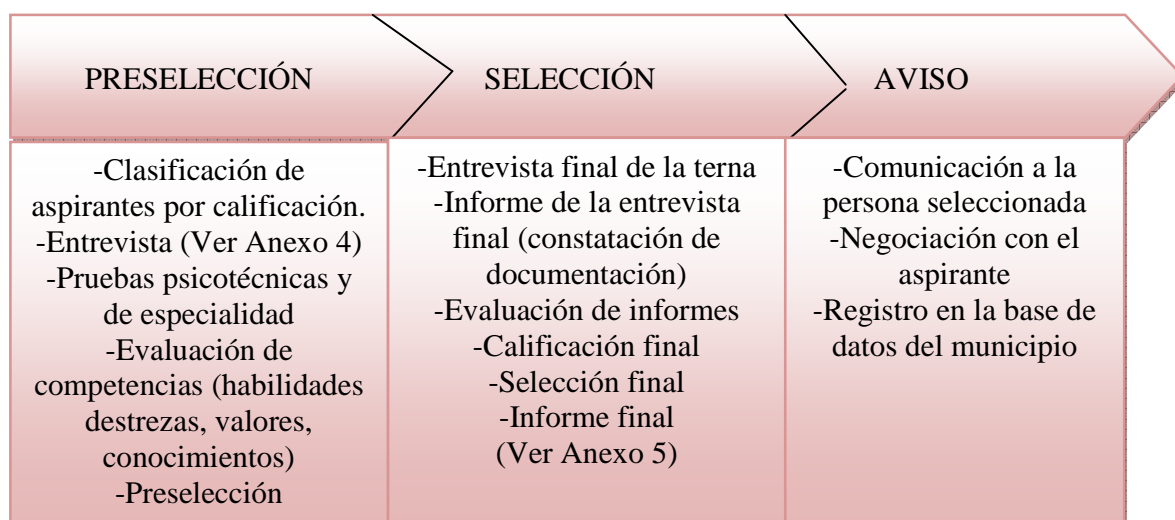 PRESELECCIÓN
SELECCIÓN
AVISO
-Clasificación de
aspirantes por calificación.
-Entrevista (Ver Anexo 4)
-Pruebas psicotécnicas y
de especialidad
-Evaluación de
competencias (habilidades
destrezas, valores,
conocimientos)
-Preselección
-Entrevista final de la terna
-Informe de la entrevista
final (constatación de
documentación)
-Evaluación de informes
-Calificación final
-Selección final
-Informe final
(Ver Anexo 5)
-Comunicación a la
persona seleccionada
-Negociación con el
aspirante
-Registro en la base de
datos del municipio